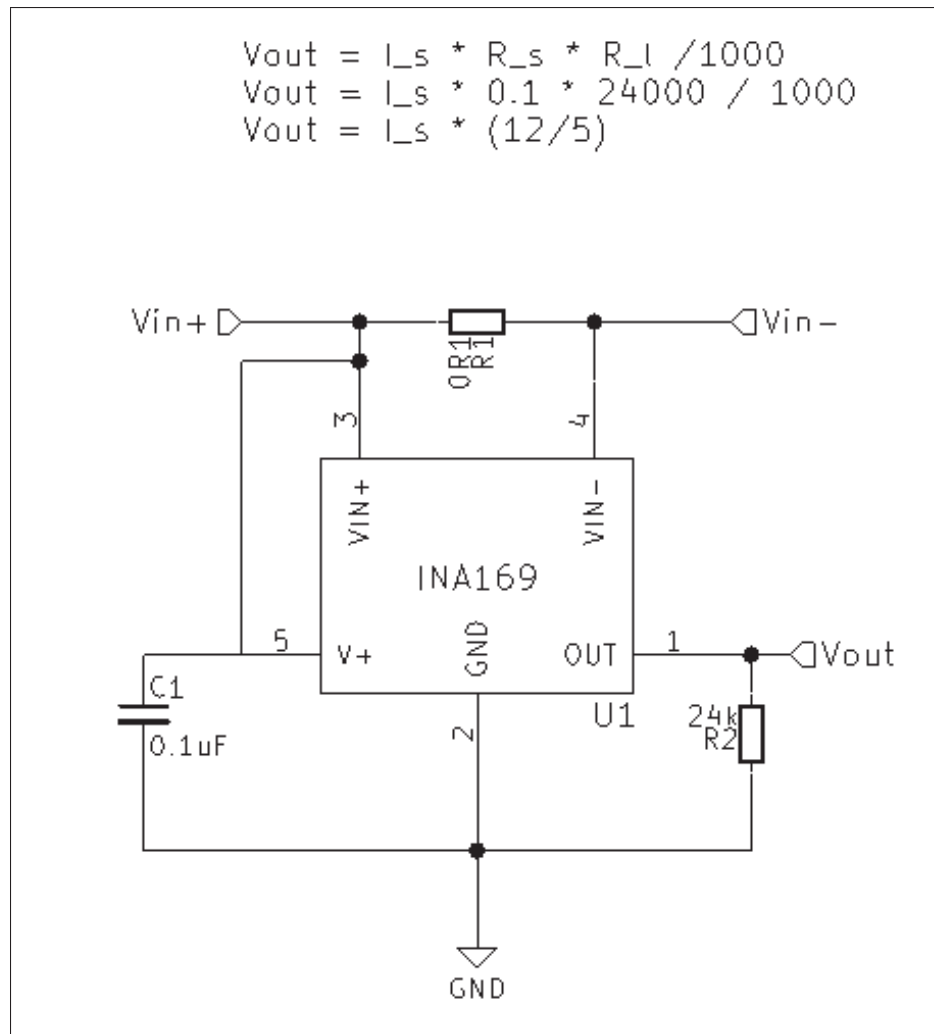 Vout = I_s * R_s * R_l /1000
Vout = I_s * 0.1 * 24000 / 1000
Vout = I_s * (12/5)
Vin+
Vin-
0R1
R1
3
4
VIN+
VIN-
INA169
5
V+
GND
OUT
1
Vout
C1
0.1uF
2
U1
24k
R2
GND